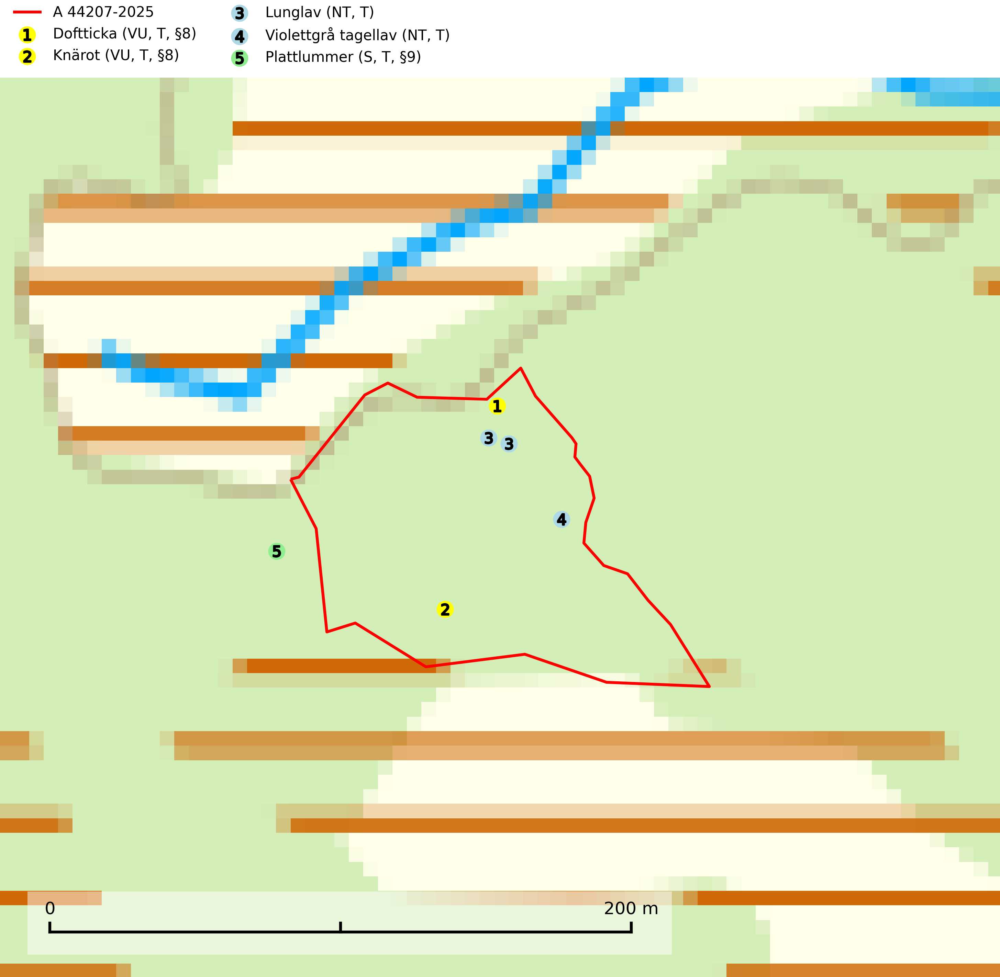 A 44207-2025
1 Doftticka (VU, T, §8)
2 Knärot (VU, T, §8)
3 Lunglav (NT, T)
4 Violettgrå tagellav (NT, T)
5 Plattlummer (S, T, §9)
1
3 3
4
5
2
0 200 m